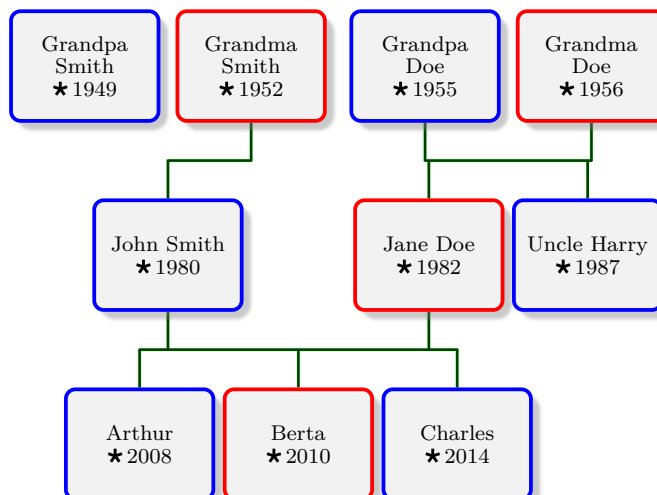 Grandpa
Smith
★ 1949
Grandma
Smith
★ 1952
Grandpa
Doe
★ 1955
Grandma
Doe
★ 1956
John Smith
★ 1980
Jane Doe
★ 1982
Uncle Harry
★ 1987
Arthur
★ 2008
Berta
★ 2010
Charles
★ 2014